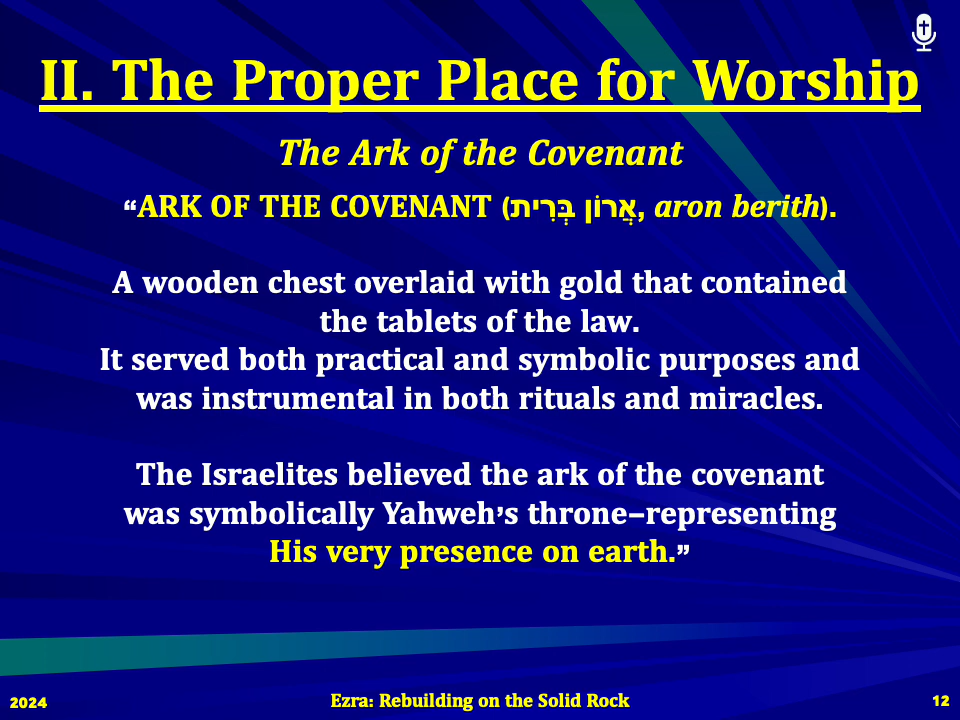 II. The Proper Place for Worship
The Ark of the Covenant
“ARK OF THE COVENANT (אֲרוֹן בְּרִית, aron berith).
A wooden chest overlaid with gold that contained
the tablets of the law.
It served both practical and symbolic purposes and
was instrumental in both rituals and miracles.
The Israelites believed the ark of the covenant
was symbolically Yahweh’s throne–representing
His very presence on earth.”
2024
Ezra: Rebuilding on the Solid Rock
12